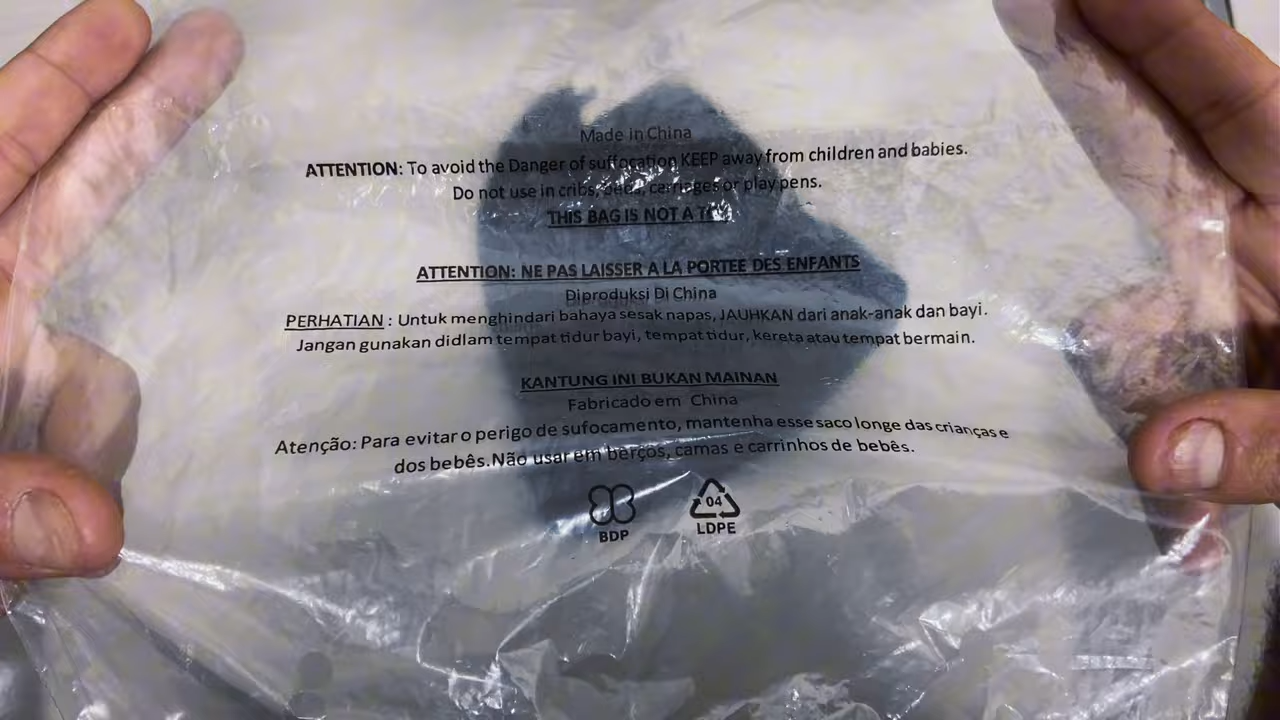 Made in China
ATTENTION: To avoid the Danger of suffocation KEEP away from children and babies.
Do not use in cribs, beds, carriages or play pens.
THIS BAG IS NOT A
ATTENTION: NE PAS LAISSER A LA PORTEE DES ENFANTS
Diproduksi Di China
PERHATIAN : Untuk menghindari bahaya sesak napas, JAUHKAN dari anak-anak dan bayi.
Jangan gunakan didlam tempat tidur bayi, tempat tidur, kereta atau tempat bermain.
KANTUNG INI BUKAN MAINAN
Fabricado em China
Atenção: Para evitar o perigo de sufocamento, mantenha esse saco longe das crianças e
dos bebês.Não usar em berços, camas e carrinhos de bebês.
04
BDP LDPE